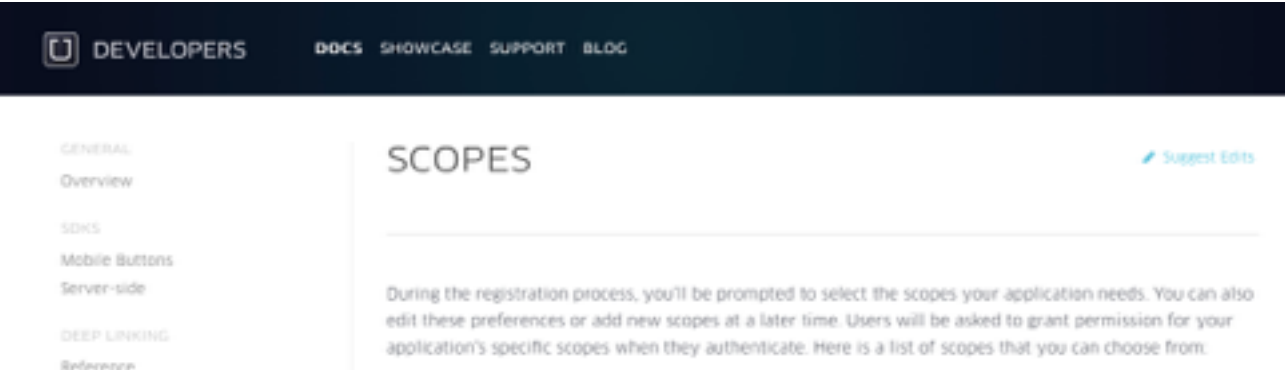 DEVELOPERS
DOCS SHOWCASE SUPPORT BLOG
GENERAL
Overview
SDKS
Mobile Buttons
Server-side
DEEP LINKING
Reference
SCOPES
Suggest Edits
During the registration process, you'll be prompted to select the scopes your application needs. You can also
edit these preferences or add new scopes at a later time. Users will be asked to grant permission for your
application's specific scopes when they authenticate. Here is a list of scopes that you can choose from: